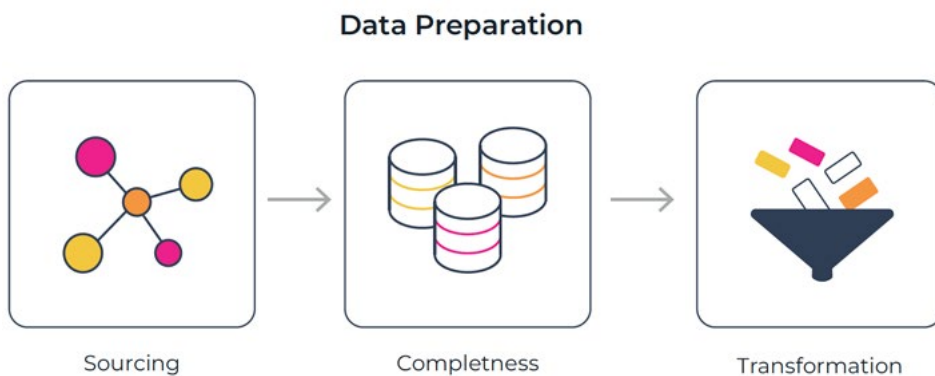 Data Preparation
Sourcing
Completness
Transformation